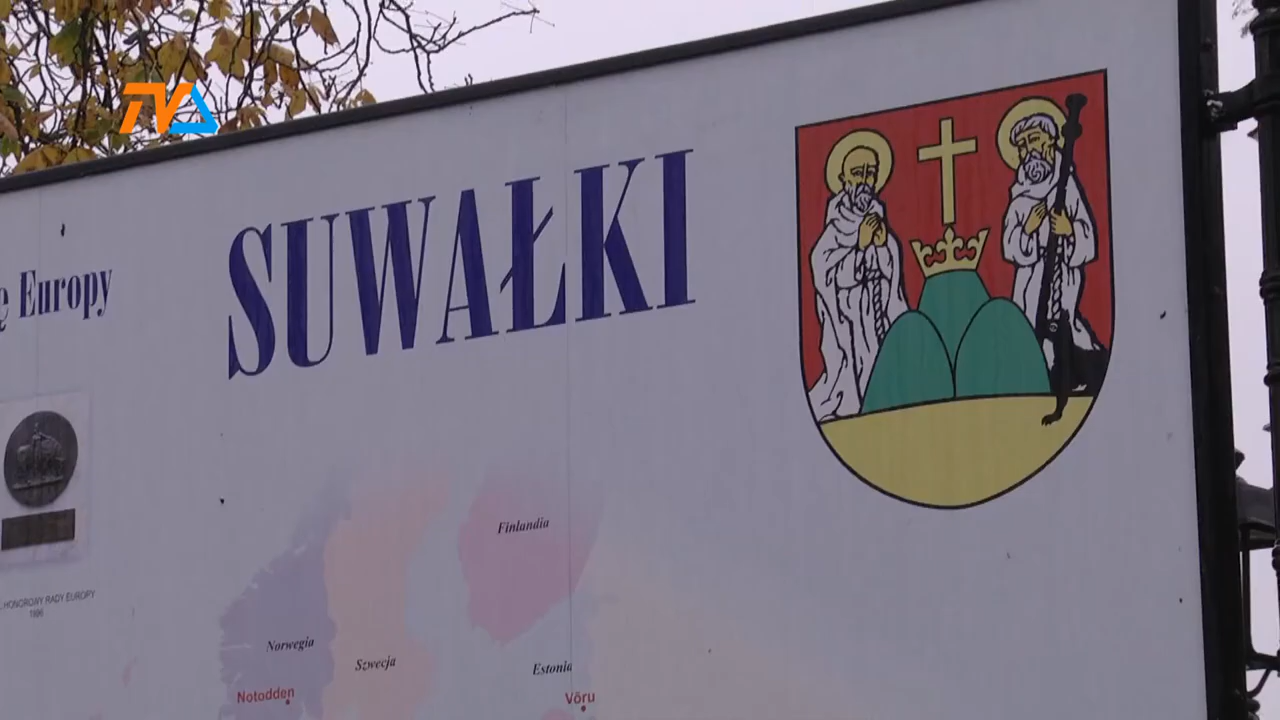 TVA
ę Europy
SUWAŁKI
HONOROWY RADY EUROPY
1996
Finlandia
Norwegia
Szwecja
Estonia
Notodden
Võru